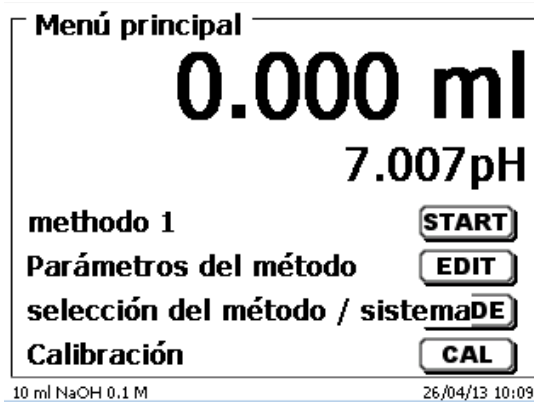 Menú principal
0.000 ml
7.007pH
methodo 1 START
Parámetros del método EDIT
selección del método / sistemaDE
Calibración CAL
10 ml NaOH 0.1 M 26/04/13 10:09